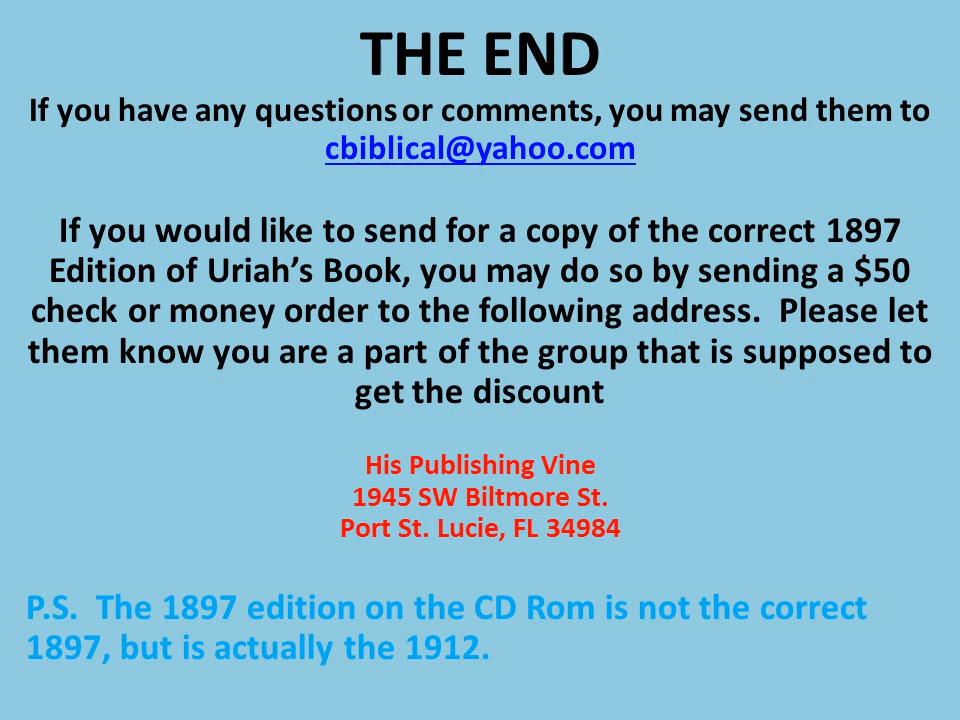 THE END
If you have any questions or comments, you may send them to
cbiblical@yahoo.com
If you would like to send for a copy of the correct 1897
Edition of Uriah’s Book, you may do so by sending a $50
check or money order to the following address.  Please let
them know you are a part of the group that is supposed to
get the discount
His Publishing Vine
1945 SW Biltmore St.
Port St. Lucie, FL 34984
P.S.  The 1897 edition on the CD Rom is not the correct
1897, but is actually the 1912.